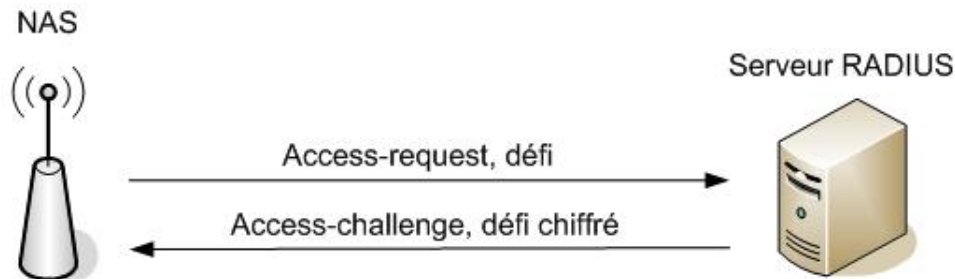 NAS
Serveur RADIUS
Access-request, défi
Access-challenge, défi chiffré